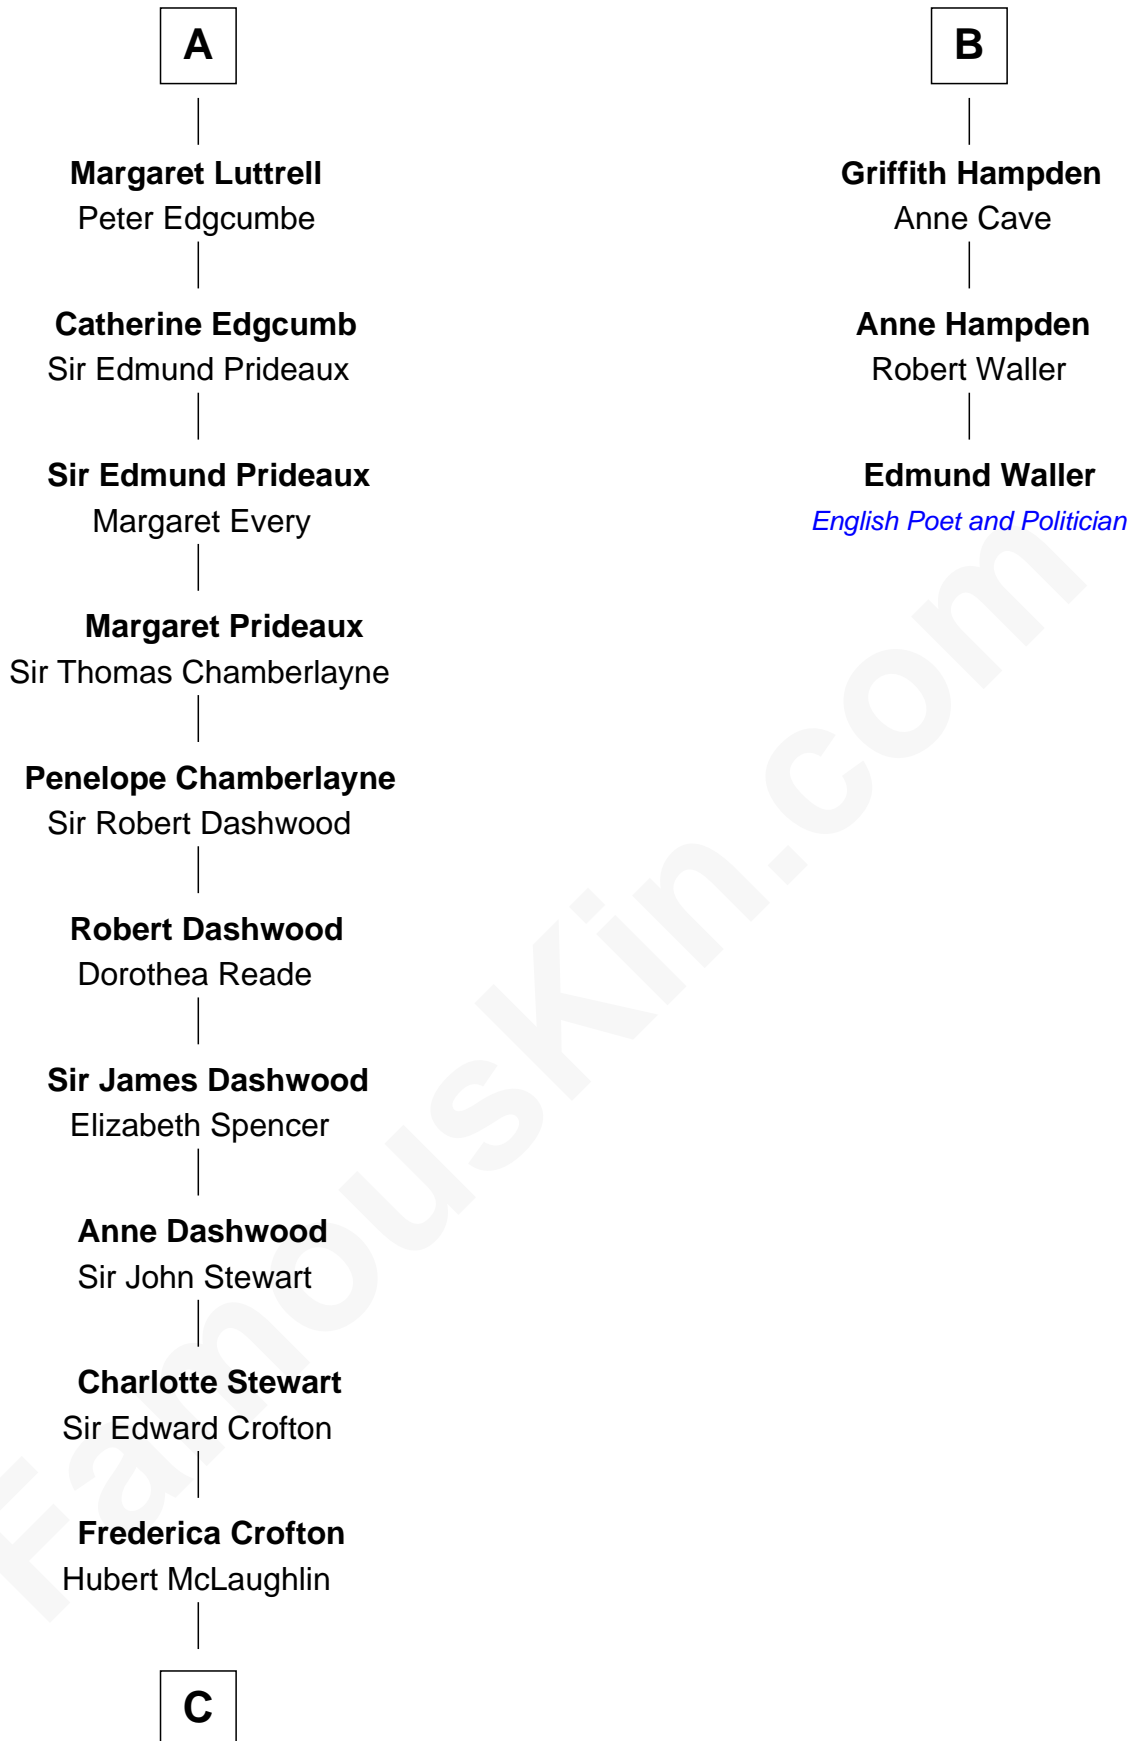 A
Margaret Luttrell
Peter Edgcumbe
Catherine Edgcumb
Sir Edmund Prideaux
Sir Edmund Prideaux
Margaret Every
Margaret Prideaux
Sir Thomas Chamberlayne
Penelope Chamberlayne
Sir Robert Dashwood
Robert Dashwood
Dorothea Reade
Sir James Dashwood
Elizabeth Spencer
Anne Dashwood
Sir John Stewart
Charlotte Stewart
Sir Edward Crofton
Frederica Crofton
Hubert McLaughlin
C
B
Griffith Hampden
Anne Cave
Anne Hampden
Robert Waller
Edmund Waller
English Poet and Politician
FamousKin.com